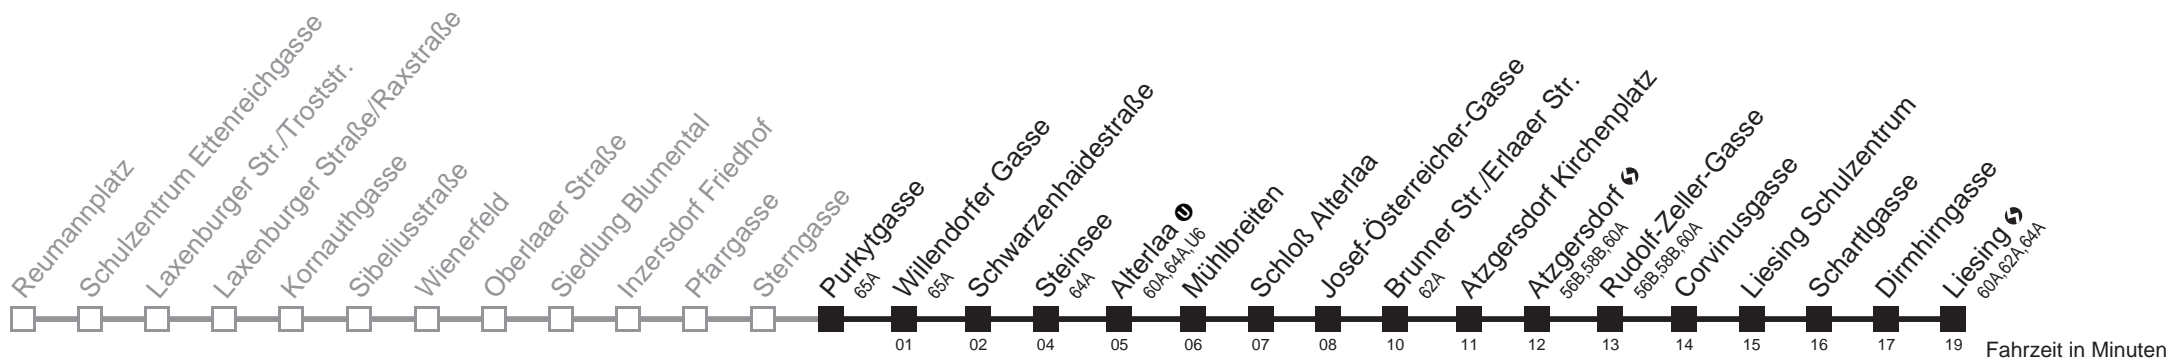 Reumannplatz
Schulzentrum Ettenreichgasse
Laxenburger Str./Troststr.
Laxenburger Straße/Raxstraße
Kornauthgasse
Sibeliusstraße
Wienerfeld
Oberlaaer Straße
Siedlung Blumental
Inzersdorf Friedhof
Pfarrgasse
Sterngasse
Purkytgasse
65A
Willendorfer Gasse
65A
Schwarzenhaidestraße
Steinsee
64A
Alterlaa U
60A,64A,U6
Mühlbreiten
Schloß Alterlaa
Josef-Österreicher-Gasse
Brunner Str./Erlaaer Str.
62A
Atzgersdorf Kirchenplatz
Atzgersdorf
56B,58B,60A
Rudolf-Zeller-Gasse
56B,58B,60A
Corvinusgasse
Liesing Schulzentrum
Schartlgasse
Dirmhirngasse
Liesing
60A,62A,64A
01 02 04 05 06 07 08 10 11 12 13 14 15 16 17 19 Fahrzeit in Minuten